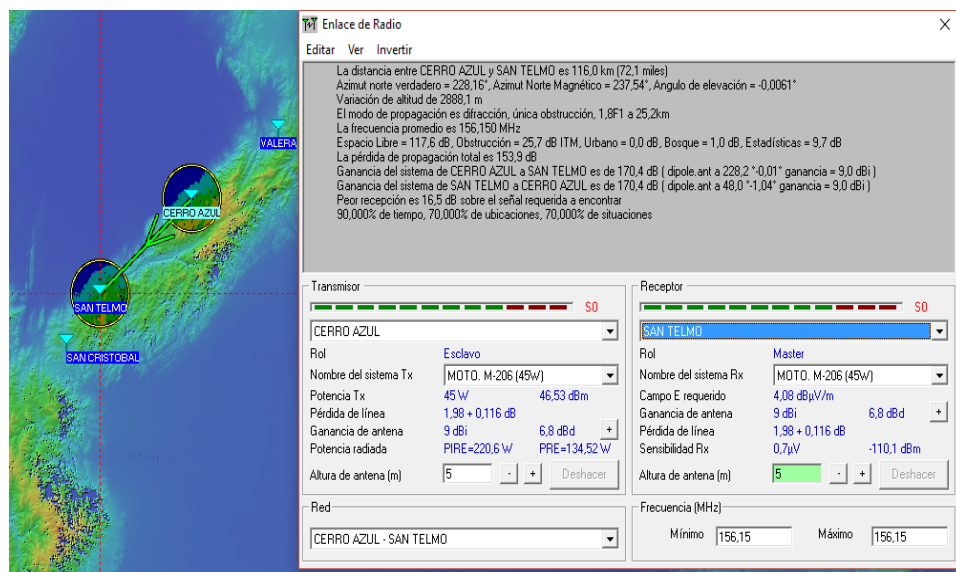 Enlace de Radio
Editar Ver Invertir
La distancia entre CERRO AZUL y SAN TELMO es 116,0 km (72,1 miles)
Azimut norte verdadero = 228,16°, Azimut Norte Magnético = 237,54°, Angulo de elevación = -0,0061°
Variación de altitud de 2888,1 m
El modo de propagación es difracción, única obstrucción, 1,8F1 a 25,2km
La frecuencia promedio es 156,150 MHz
Espacio Libre = 117,6 dB, Obstrucción = 25,7 dB ITM, Urbano = 0,0 dB, Bosque = 1,0 dB, Estadísticas = 9,7 dB
La pérdida de propagación total es 153,9 dB
Ganancia del sistema de CERRO AZUL a SAN TELMO es de 170,4 dB ( dipole.ant a 228,2 °-0,01° ganancia = 9,0 dBi )
Ganancia del sistema de SAN TELMO a CERRO AZUL es de 170,4 dB ( dipole.ant a 48,0 °-1,04° ganancia = 9,0 dBi )
Peor recepción es 16,5 dB sobre el señal requerida a encontrar
90,000% de tiempo, 70,000% de ubicaciones, 70,000% de situaciones
VALERA
CERRO AZUL
SAN TELMO
SAN CRISTOBAL
Transmisor
S0
CERRO AZUL
Rol Esclavo
Nombre del sistema Tx MOTO. M-206 (45W)
Potencia Tx 45 W 46,53 dBm
Pérdida de línea 1,98 + 0,116 dB
Ganancia de antena 9 dBi 6,8 dBd +
Potencia radiada PIRE=220,6 W PRE=134,52 W
Altura de antena (m) 5 - + Deshacer
Red
CERRO AZUL - SAN TELMO
Receptor
S0
SAN TELMO
Rol Master
Nombre del sistema Rx MOTO. M-206 (45W)
Campo E requerido 4,08 dBµV/m
Ganancia de antena 9 dBi 6,8 dBd +
Pérdida de línea 1,98 + 0,116 dB
Sensibilidad Rx 0,7µV -110,1 dBm
Altura de antena (m) 5 - + Deshacer
Frecuencia (MHz)
Mínimo 156,15 Máximo 156,15